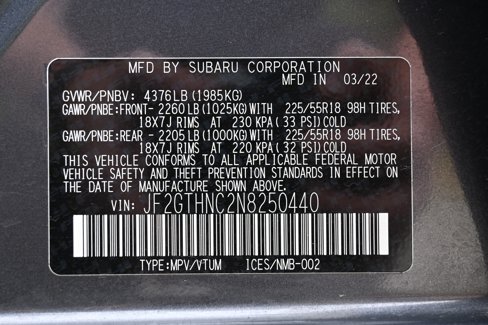 MFD BY SUBARU CORPORATION
MFD IN 03/22
GVWR/PNBV: 4376LB(1985KG)
GAWR/PNBE:FRONT- 2260LB(1025KG)WITH 225/55R18 98H TIRES,
18X7J RIMS AT 230 KPA(33 PSI)COLD
GAWR/PNBE:REAR - 2205LB(1000KG)WITH 225/55R18 98H TIRES,
18X7J RIMS AT 220 KPA(32 PSI)COLD
THIS VEHICLE CONFORMS TO ALL APPLICABLE FEDERAL MOTOR
VEHICLE SAFETY AND THEFT PREVENTION STANDARDS IN EFFECT ON
THE DATE OF MANUFACTURE SHOWN ABOVE.
VIN: JF2GTHNC2N8250440
TYPE:MPV/VTUM ICES/NMB-002